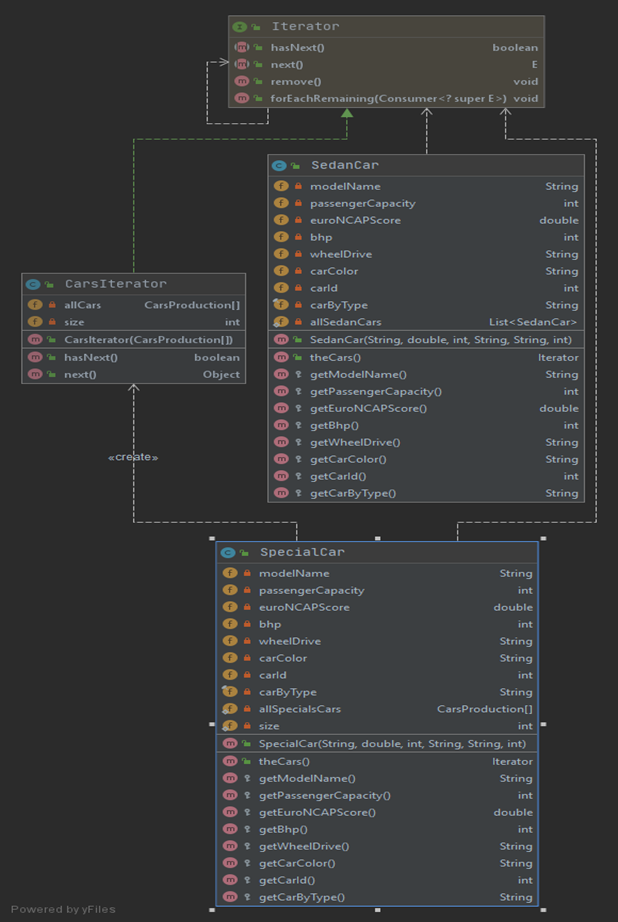 Iterator
hasNext() boolean
next() E
remove() void
forEachRemaining(Consumer<? super E>) void
SedanCar
modelName String
passengerCapacity int
euroNCAPScore double
bhp int
wheelDrive String
carColor String
carId int
carByType String
allSedanCars List<SedanCar>
SedanCar(String, double, int, String, String, int)
theCars() Iterator
getModelName() String
getPassengerCapacity() int
getEuroNCAPScore() double
getBhp() int
getWheelDrive() String
getCarColor() String
getCarId() int
getCarByType() String
CarsIterator
allCars CarsProduction[]
size int
CarsIterator(CarsProduction[])
hasNext() boolean
next() Object
«create»
SpecialCar
modelName String
passengerCapacity int
euroNCAPScore double
bhp int
wheelDrive String
carColor String
carId int
carByType String
allSpecialsCars CarsProduction[]
size int
SpecialCar(String, double, int, String, String, int)
theCars() Iterator
getModelName() String
getPassengerCapacity() int
getEuroNCAPScore() double
getBhp() int
getWheelDrive() String
getCarColor() String
getCarId() int
getCarByType() String
Powered by yFiles